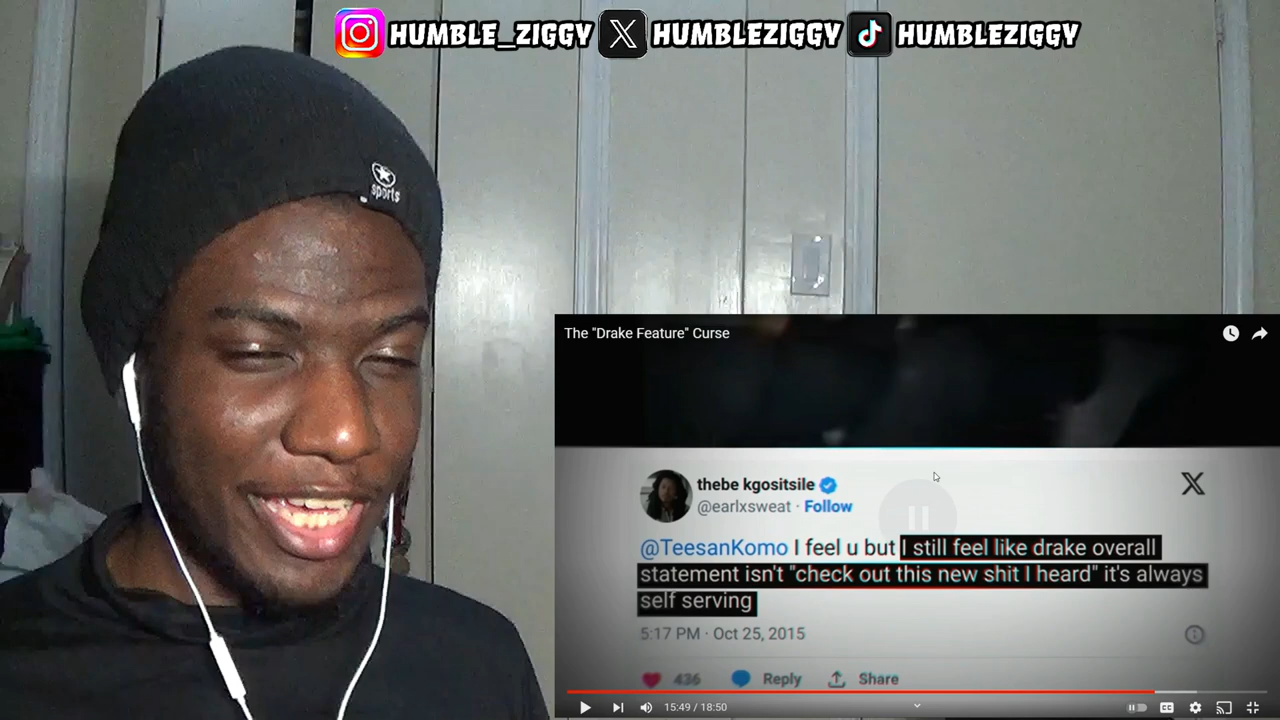 HUMBLE_ZIGGY HUMBLEZIGGY HUMBLEZIGGY
sports
The "Drake Feature" Curse
thebe kgositsile
@earlxsweat · Follow
@TeesanKomo I feel u but I still feel like drake overall
statement isn't "check out this new shit I heard" it's always
self serving
5:17 PM · Oct 25, 2015
436 Reply Share
15:49 / 18:50
CC